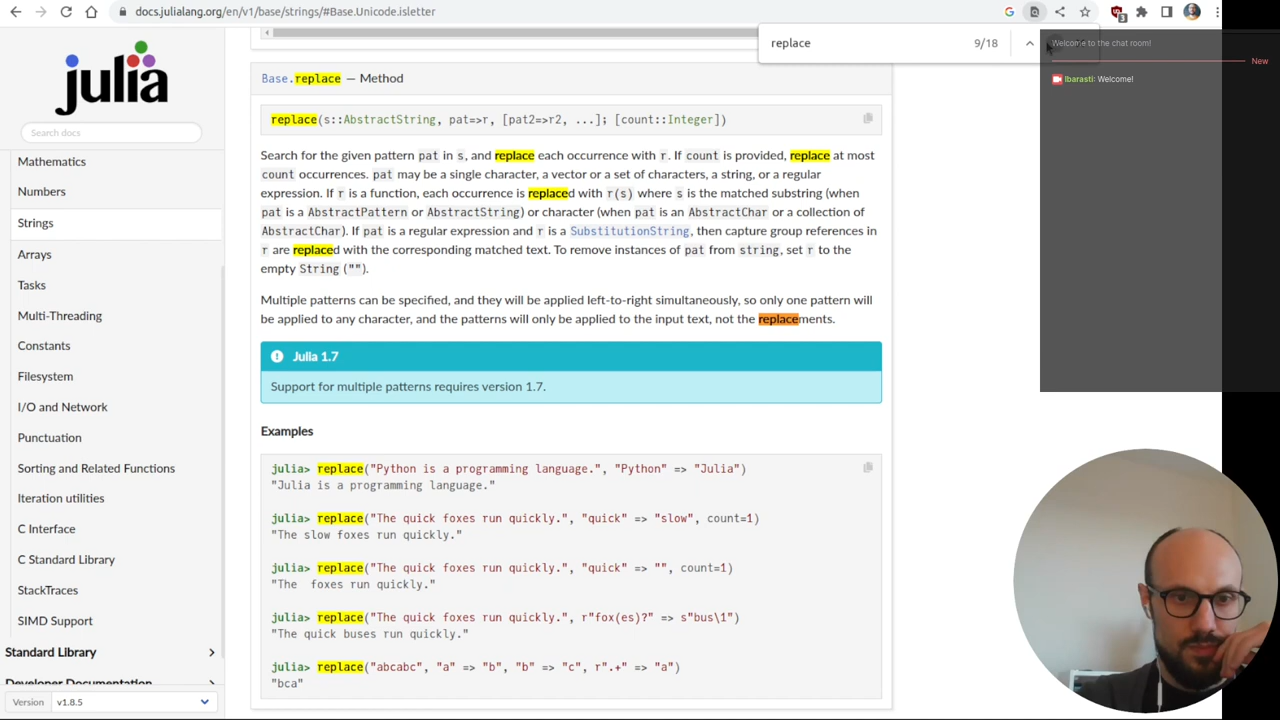 docs.julialang.org/en/v1/base/strings/#Base.Unicode.isletter
3
replace
9/18
Welcome to the chat room!
New
lbarasti: Welcome!
julia
Search docs
Mathematics
Numbers
Strings
Arrays
Tasks
Multi-Threading
Constants
Filesystem
I/O and Network
Punctuation
Sorting and Related Functions
Iteration utilities
C Interface
C Standard Library
StackTraces
SIMD Support
Standard Library
Developer Documentation
Version v1.8.5
Base.replace — Method
replace(s::AbstractString, pat=>r, [pat2=>r2, ...]; [count::Integer])
Search for the given pattern pat in s, and replace each occurrence with r. If count is provided, replace at most
count occurrences. pat may be a single character, a vector or a set of characters, a string, or a regular
expression. If r is a function, each occurrence is replaced with r(s) where s is the matched substring (when
pat is a AbstractPattern or AbstractString) or character (when pat is an AbstractChar or a collection of
AbstractChar). If pat is a regular expression and r is a SubstitutionString, then capture group references in
r are replaced with the corresponding matched text. To remove instances of pat from string, set r to the
empty String ("").
Multiple patterns can be specified, and they will be applied left-to-right simultaneously, so only one pattern will
be applied to any character, and the patterns will only be applied to the input text, not the replacements.
Julia 1.7
Support for multiple patterns requires version 1.7.
Examples
julia> replace("Python is a programming language.", "Python" => "Julia")
"Julia is a programming language."
julia> replace("The quick foxes run quickly.", "quick" => "slow", count=1)
"The slow foxes run quickly."
julia> replace("The quick foxes run quickly.", "quick" => "", count=1)
"The  foxes run quickly."
julia> replace("The quick foxes run quickly.", r"fox(es)?" => s"bus\1")
"The quick buses run quickly."
julia> replace("abcabc", "a" => "b", "b" => "c", r".+" => "a")
"bca"